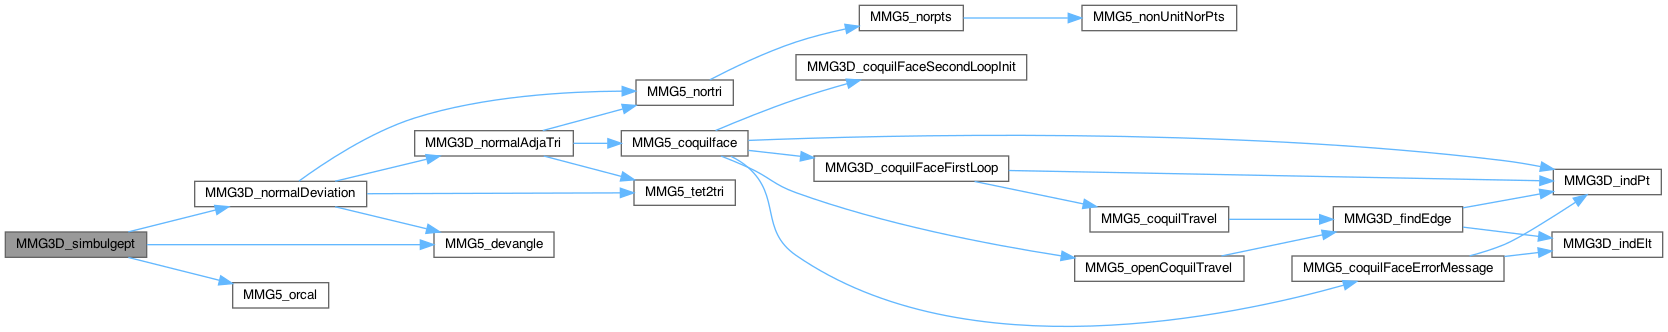 MMG3D_simbulgept
MMG3D_normalDeviation
MMG5_devangle
MMG5_orcal
MMG3D_normalAdjaTri
MMG5_nortri
MMG5_coquilface
MMG5_tet2tri
MMG5_norpts
MMG5_nonUnitNorPts
MMG3D_coquilFaceSecondLoopInit
MMG3D_coquilFaceFirstLoop
MMG5_coquilTravel
MMG5_openCoquilTravel
MMG3D_findEdge
MMG5_coquilFaceErrorMessage
MMG3D_indPt
MMG3D_indElt